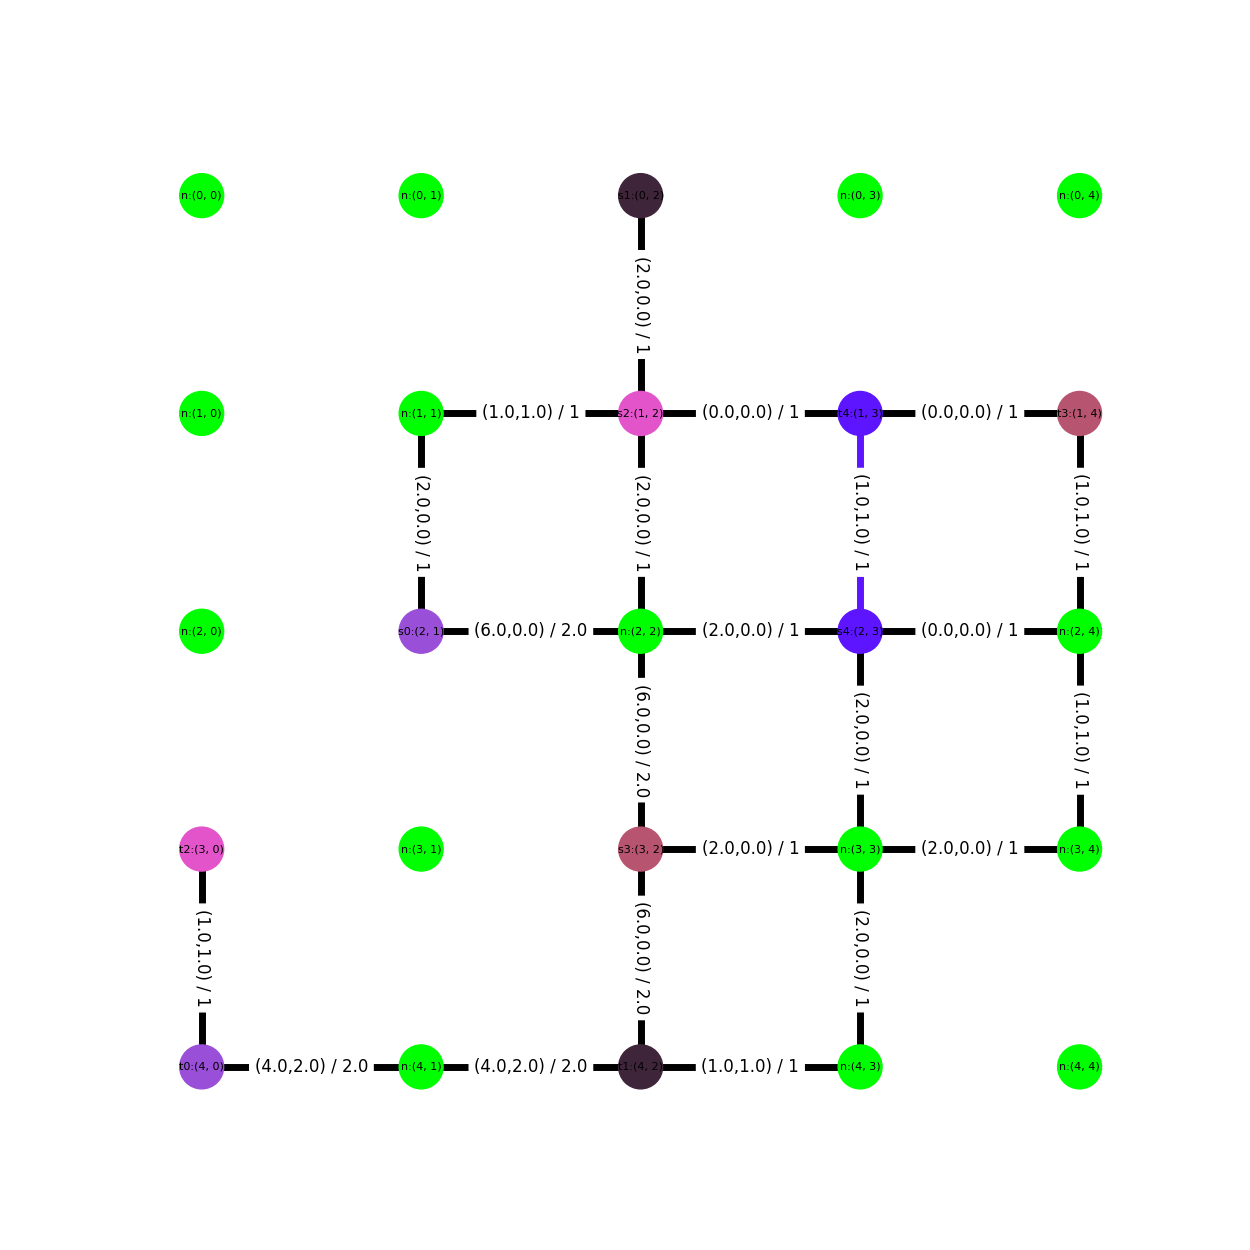 n:(0, 0)
n:(0, 1)
s1:(0, 2)
n:(0, 3)
n:(0, 4)
(2.0,0.0) / 1
n:(1, 0)
n:(1, 1)
(1.0,1.0) / 1
s2:(1, 2)
(0.0,0.0) / 1
t4:(1, 3)
(0.0,0.0) / 1
t3:(1, 4)
(2.0,0.0) / 1
(2.0,0.0) / 1
(1.0,1.0) / 1
(1.0,1.0) / 1
n:(2, 0)
s0:(2, 1)
(6.0,0.0) / 2.0
n:(2, 2)
(2.0,0.0) / 1
s4:(2, 3)
(0.0,0.0) / 1
n:(2, 4)
(6.0,0.0) / 2.0
(2.0,0.0) / 1
(1.0,1.0) / 1
t2:(3, 0)
n:(3, 1)
s3:(3, 2)
(2.0,0.0) / 1
n:(3, 3)
(2.0,0.0) / 1
n:(3, 4)
(1.0,1.0) / 1
(6.0,0.0) / 2.0
(2.0,0.0) / 1
t0:(4, 0)
(4.0,2.0) / 2.0
n:(4, 1)
(4.0,2.0) / 2.0
t1:(4, 2)
(1.0,1.0) / 1
n:(4, 3)
n:(4, 4)